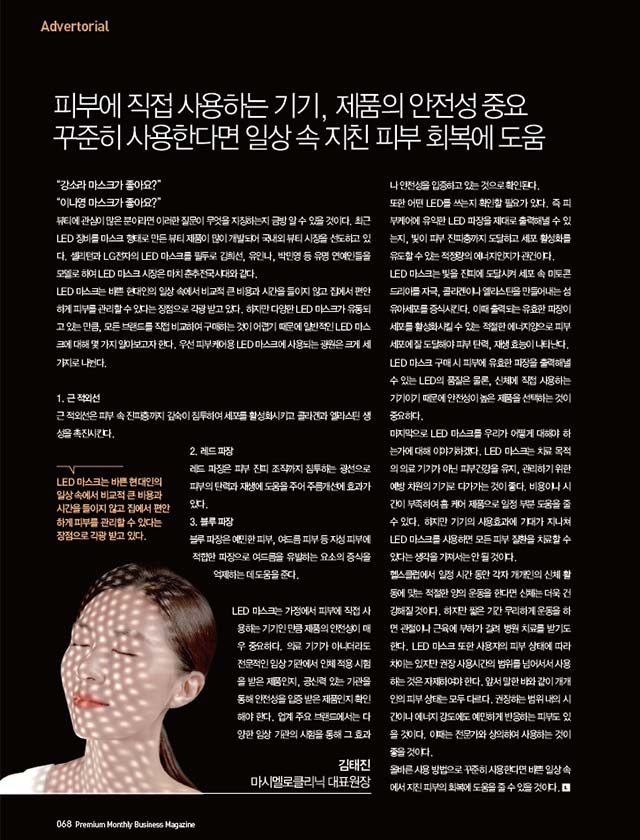 Advertorial
피부에 직접 사용하는 기기, 제품의 안전성 중요
꾸준히 사용한다면 일상 속 지친 피부 회복에 도움
“강소라 마스크가 좋아요?”
“이나영 마스크가 좋아요?”
뷰티에 관심이 많은 분이라면 이러한 질문이 무엇을 지칭하는지 금방 알 수 있을 것이다. 최근
LED 장비를 마스크 형태로 만든 뷰티 제품이 많이 개발되어 국내외 뷰티 시장을 선도하고 있
다. 셀리턴과 LG전자의 LED 마스크를 필두로 김희선, 유인나, 박민영 등 유명 연예인들을
모델로 하여 LED 마스크 시장은 마치 춘추전국시대와 같다.
LED 마스크는 바쁜 현대인의 일상 속에서 비교적 큰 비용과 시간을 들이지 않고 집에서 편안
하게 피부를 관리할 수 있다는 장점으로 각광 받고 있다. 하지만 다양한 LED 마스크가 유통되
고 있는 만큼, 모든 브랜드를 직접 비교하여 구매하는 것이 어렵기 때문에 일반적인 LED 마스
크에 대해 몇 가지 알아보고자 한다. 우선 피부케어용 LED 마스크에 사용되는 광원은 크게 세
가지로 나뉜다.
1. 근 적외선
근 적외선은 피부 속 진피층까지 깊숙이 침투하여 세포를 활성화시키고 콜라겐과 엘라스틴 생
성을 촉진시킨다.
2. 레드 파장
레드 파장은 피부 진피 조직까지 침투하는 광선으로
피부의 탄력과 재생에 도움을 주어 주름개선에 효과가
있다.
3. 블루 파장
블루 파장은 예민한 피부, 여드름 피부 등 지성 피부에
적합한 파장으로 여드름을 유발하는 요소의 증식을
억제하는 데 도움을 준다.
LED 마스크는 바쁜 현대인의
일상 속에서 비교적 큰 비용과
시간을 들이지 않고 집에서 편안
하게 피부를 관리할 수 있다는
장점으로 각광 받고 있다.
LED 마스크는 가정에서 피부에 직접 사
용하는 기기인 만큼 제품의 안전성이 매
우 중요하다. 의료 기기가 아니더라도
전문적인 임상 기관에서 인체 적용 시험
을 받은 제품인지, 공신력 있는 기관을
통해 안전성을 입증 받은 제품인지 확인
해야 한다. 업계 주요 브랜드에서는 다
양한 임상 기관의 시험을 통해 그 효과
김태진
마시멜로클리닉 대표원장
나 안전성을 입증하고 있는 것으로 확인된다.
또한 어떤 LED를 쓰는지 확인할 필요가 있다. 즉 피
부케어에 유익한 LED 파장을 제대로 출력해낼 수 있
는지, 빛이 피부 진피층까지 도달하고 세포 활성화를
유도할 수 있는 적정량의 에너지인지가 관건이다.
LED 마스크는 빛을 진피에 도달시켜 세포 속 미토콘
드리아를 자극, 콜라겐이나 엘라스틴을 만들어내는 섬
유아세포를 증식시킨다. 이때 출력되는 유효한 파장이
세포를 활성화시킬 수 있는 적절한 에너지양으로 피부
세포에 잘 도달해야 피부 탄력, 재생 효능이 나타난다.
LED 마스크 구매 시 피부에 유효한 파장을 출력해낼
수 있는 LED의 품질은 물론, 신체에 직접 사용하는
기기이기 때문에 안전성이 높은 제품을 선택하는 것이
중요하다.
마지막으로 LED 마스크를 우리가 어떻게 대해야 하
는가에 대해 이야기하겠다. LED 마스크는 치료 목적
의 의료 기기가 아닌 피부건강을 유지, 관리하기 위한
예방 차원의 기기로 다가가는 것이 좋다. 비용이나 시
간이 부족하여 홈 케어 제품으로 일정 부분 도움을 줄
수 있다. 하지만 기기의 사용효과에 기대가 지나쳐
LED 마스크를 사용하면 모든 피부 질환을 치료할 수
있다는 생각을 가져서는 안 될 것이다.
헬스클럽에서 일정 시간 동안 각자 개개인의 신체 활
동에 맞는 적절한 양의 운동을 한다면 신체는 더욱 건
강해질 것이다. 하지만 짧은 기간 무리하게 운동을 하
면 관절이나 근육에 부하가 걸려 병원 치료를 받기도
한다. LED 마스크 또한 사용자의 피부 상태에 따라
차이는 있지만 권장 사용시간의 범위를 넘어서서 사용
하는 것은 자제하여야 한다. 앞서 말한 바와 같이 개개
인의 피부 상태는 모두 다르다. 권장하는 범위 내의 시
간이나 에너지 강도에도 예민하게 반응하는 피부도 있
을 것이다. 이때는 전문가와 상의하여 사용하는 것이
좋을 것이다.
올바른 사용 방법으로 꾸준히 사용한다면 바쁜 일상 속
에서 지친 피부의 회복에 도움을 줄 수 있을 것이다. L
068 Premium Monthly Business Magazine